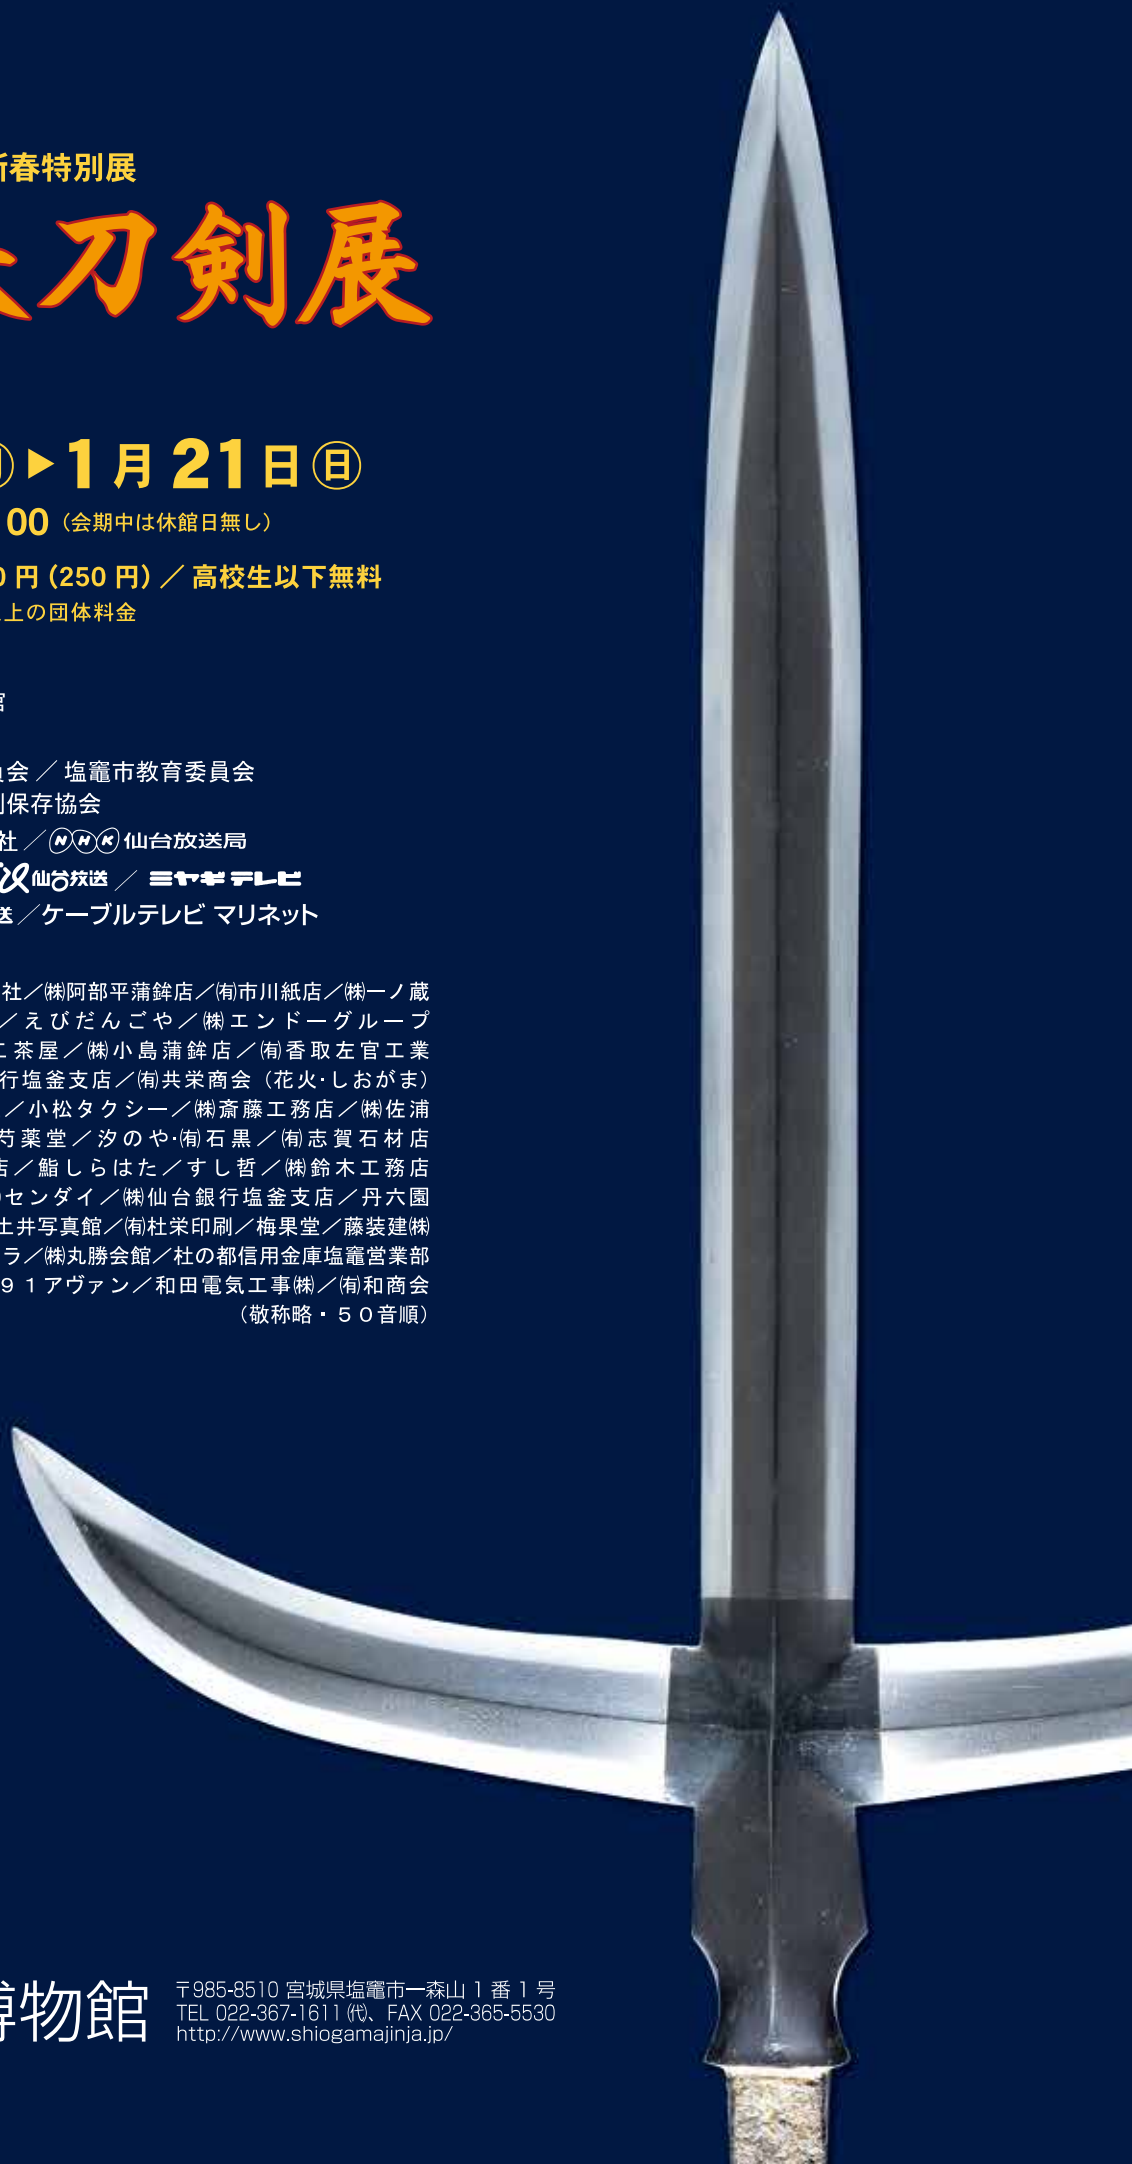 新春特別展
刀剣展
▶1月21日㊐
00（会期中は休館日無し）
0円（250円）／高校生以下無料
上の団体料金
館
員会／塩竈市教育委員会
保存協会
社／NHK仙台放送局
仙台放送／ミヤギテレビ
送／ケーブルテレビ マリネット
社／㈱阿部平蒲鉾店／㈲市川紙店／㈱一ノ蔵
／えびだんごや／㈱エンドーグループ
茶屋／㈱小島蒲鉾店／㈲香取左官工業
行塩釜支店／㈲共栄商会（花火・しおがま）
／小松タクシー／㈱斎藤工務店／㈱佐浦
芍薬堂／汐のや・㈲石黒／㈲志賀石材店
店／鮨しらはた／すし哲／㈱鈴木工務店
センダイ／㈱仙台銀行塩釜支店／丹六園
土井写真館／㈲杜栄印刷／梅果堂／藤装建㈱
ラ／㈱丸勝会館／杜の都信用金庫塩竈営業部
９１アヴァン／和田電気工事㈱／㈲和商会
（敬称略・５０音順）
博物館
〒985-8510 宮城県塩竈市一森山1番1号
TEL 022-367-1611㈹、FAX 022-365-5530
http://www.shiogamajinja.jp/